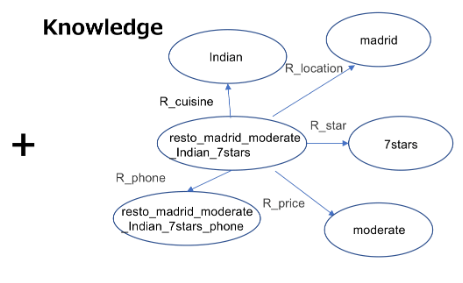 Knowledge
madrid
Indian
R_location
R_cuisine
+
R_star
resto_madrid_moderate
_Indian_7stars
7stars
R_phone
R_price
resto_madrid_moderate
_Indian_7stars_phone
moderate